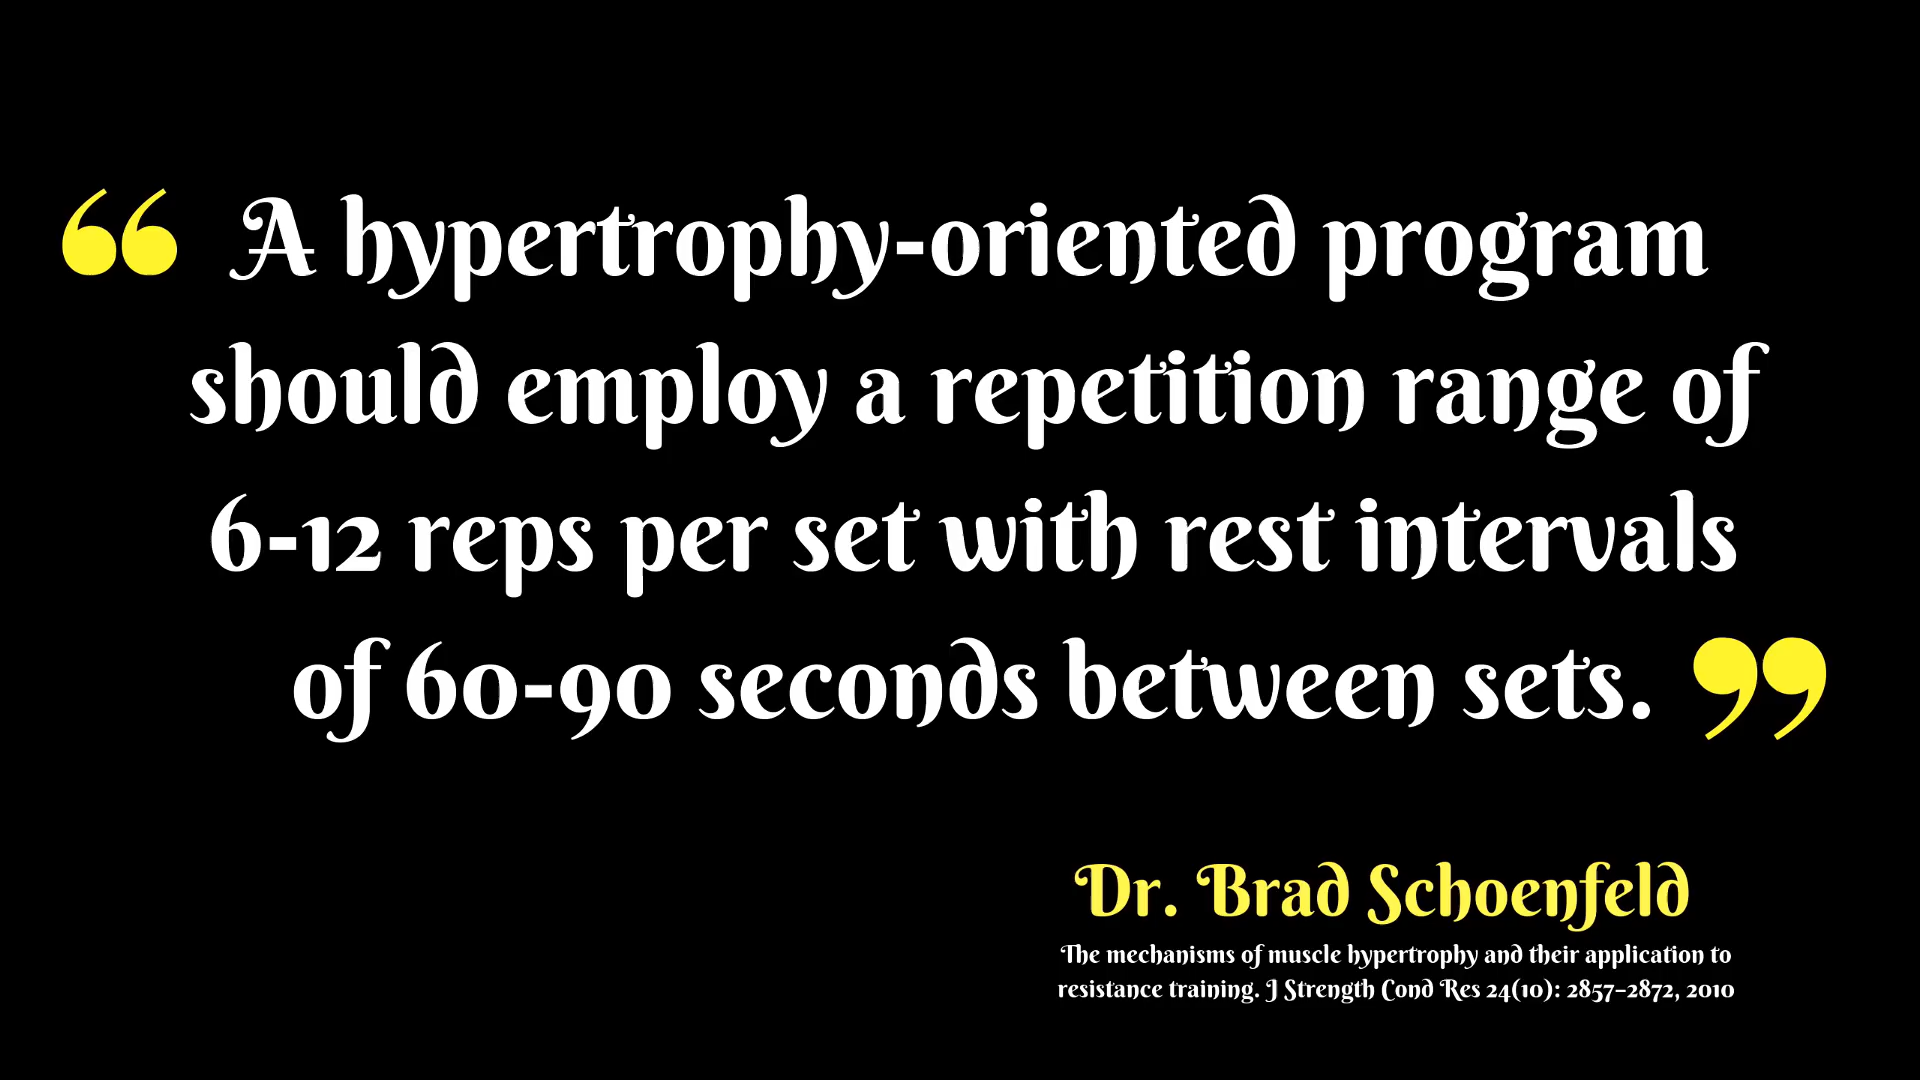 “ A hypertrophy-oriented program
should employ a repetition range of
6-12 reps per set with rest intervals
of 60-90 seconds between sets. ”
Dr. Brad Schoenfeld
The mechanisms of muscle hypertrophy and their application to
resistance training. J Strength Cond Res 24(10): 2857–2872, 2010